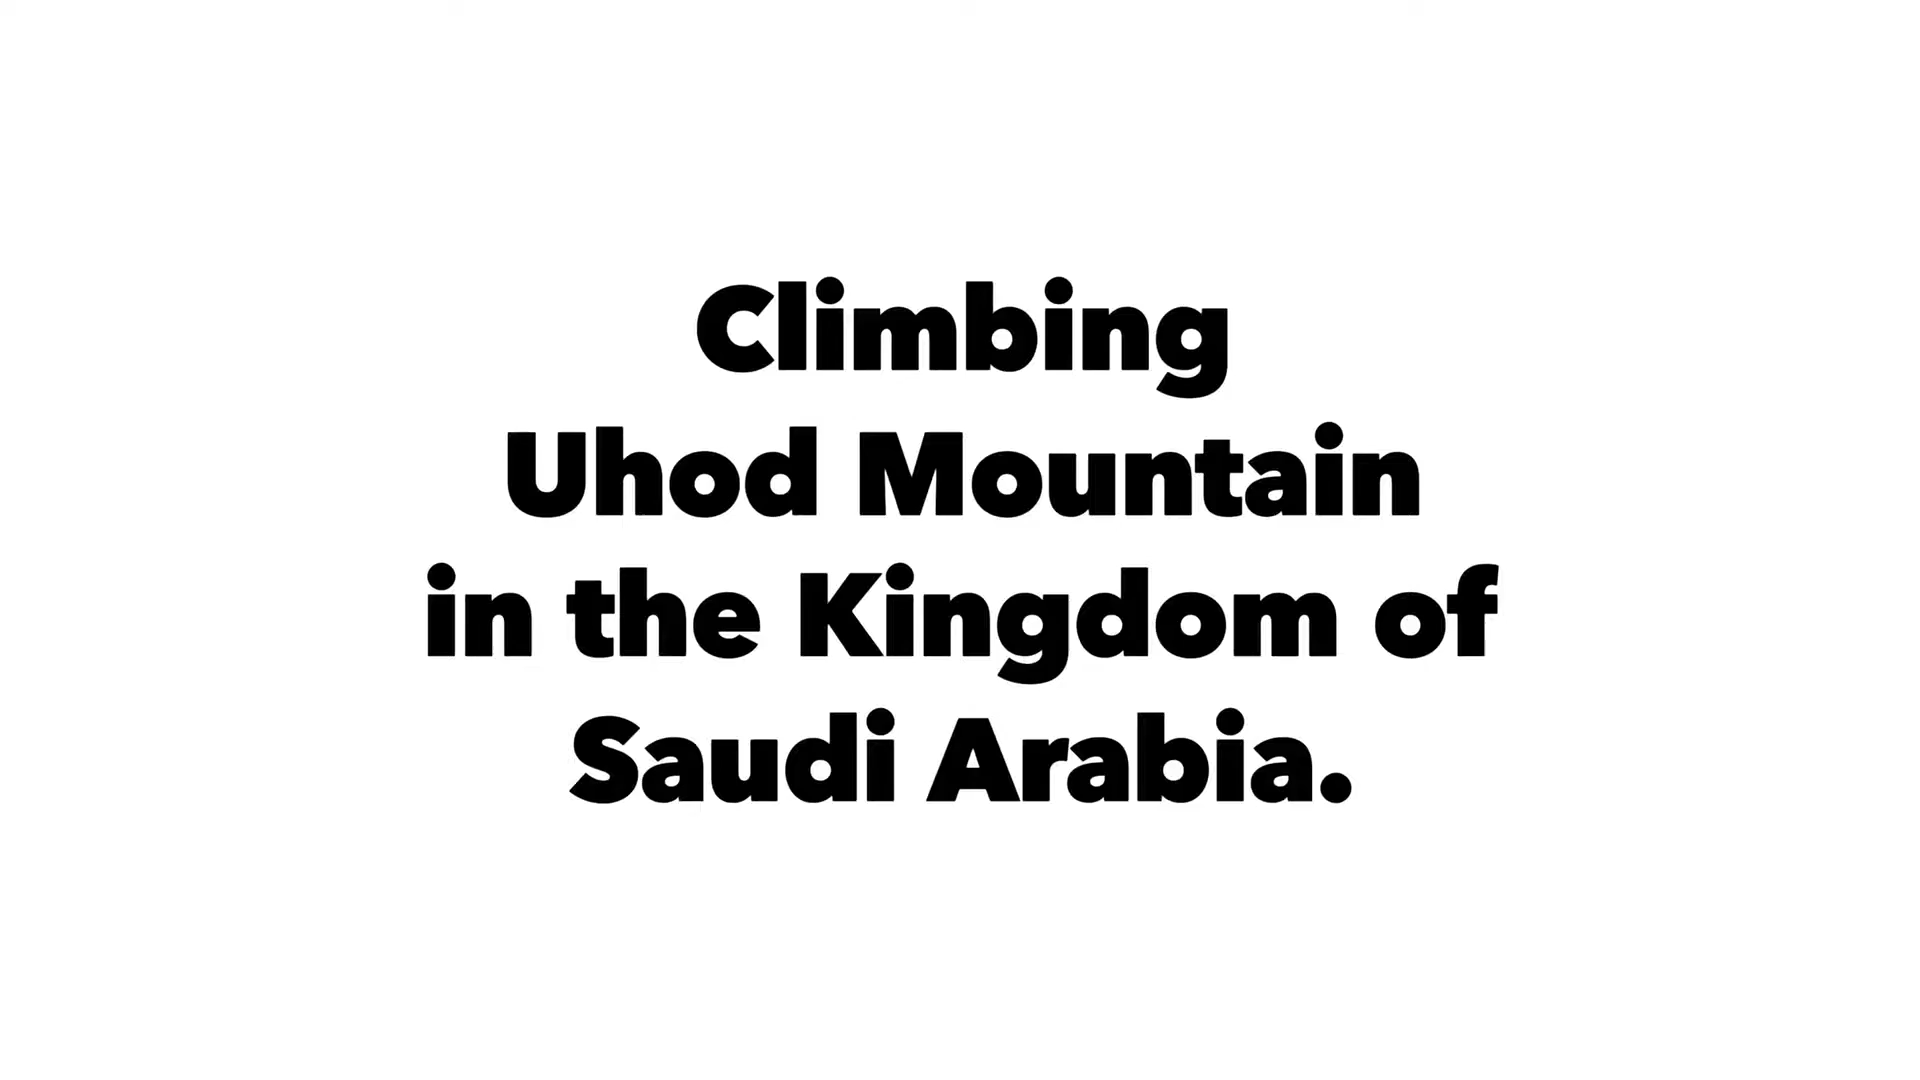 Climbing
Uhod Mountain
in the Kingdom of
Saudi Arabia.